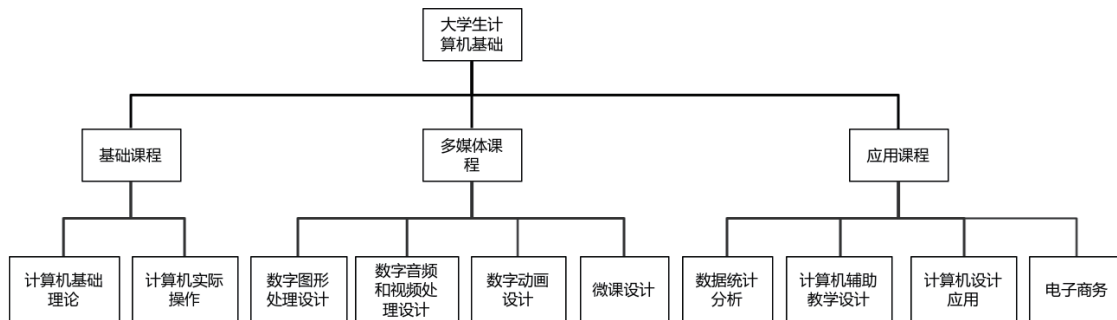 大学生计
算机基础
基础课程
多媒体课
程
应用课程
计算机基础
理论
计算机实际
操作
数字图形
处理设计
数字音频
和视频处
理设计
数字动画
设计
微课设计
数据统计
分析
计算机辅助
教学设计
计算机设计
应用
电子商务